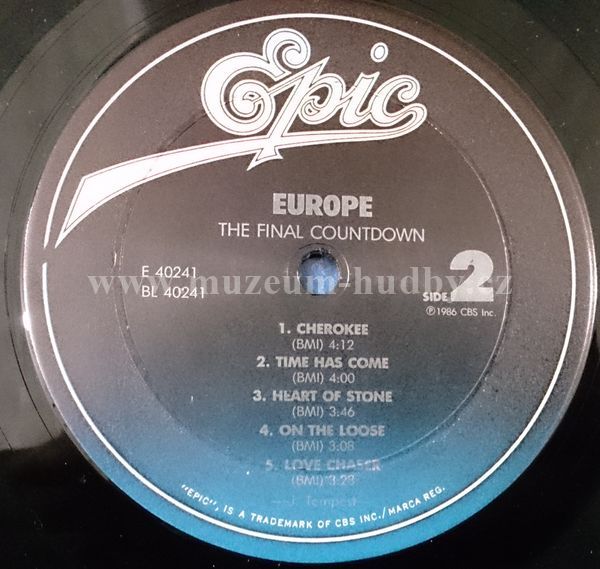 Epic
EUROPE
THE FINAL COUNTDOWN
E 40241
BL 40241
www.muzeum-hudby.cz
SIDE 2
℗1986 CBS Inc.
1. CHEROKEE
(BMI) 4:12
2. TIME HAS COME
(BMI) 4:00
3. HEART OF STONE
(BMI) 3:46
4. ON THE LOOSE
(BMI) 3:08
5. LOVE CHASER
(BMI) 3:28
—J. Tempest—
"EPIC", IS A TRADEMARK OF CBS INC./MARCA REG.